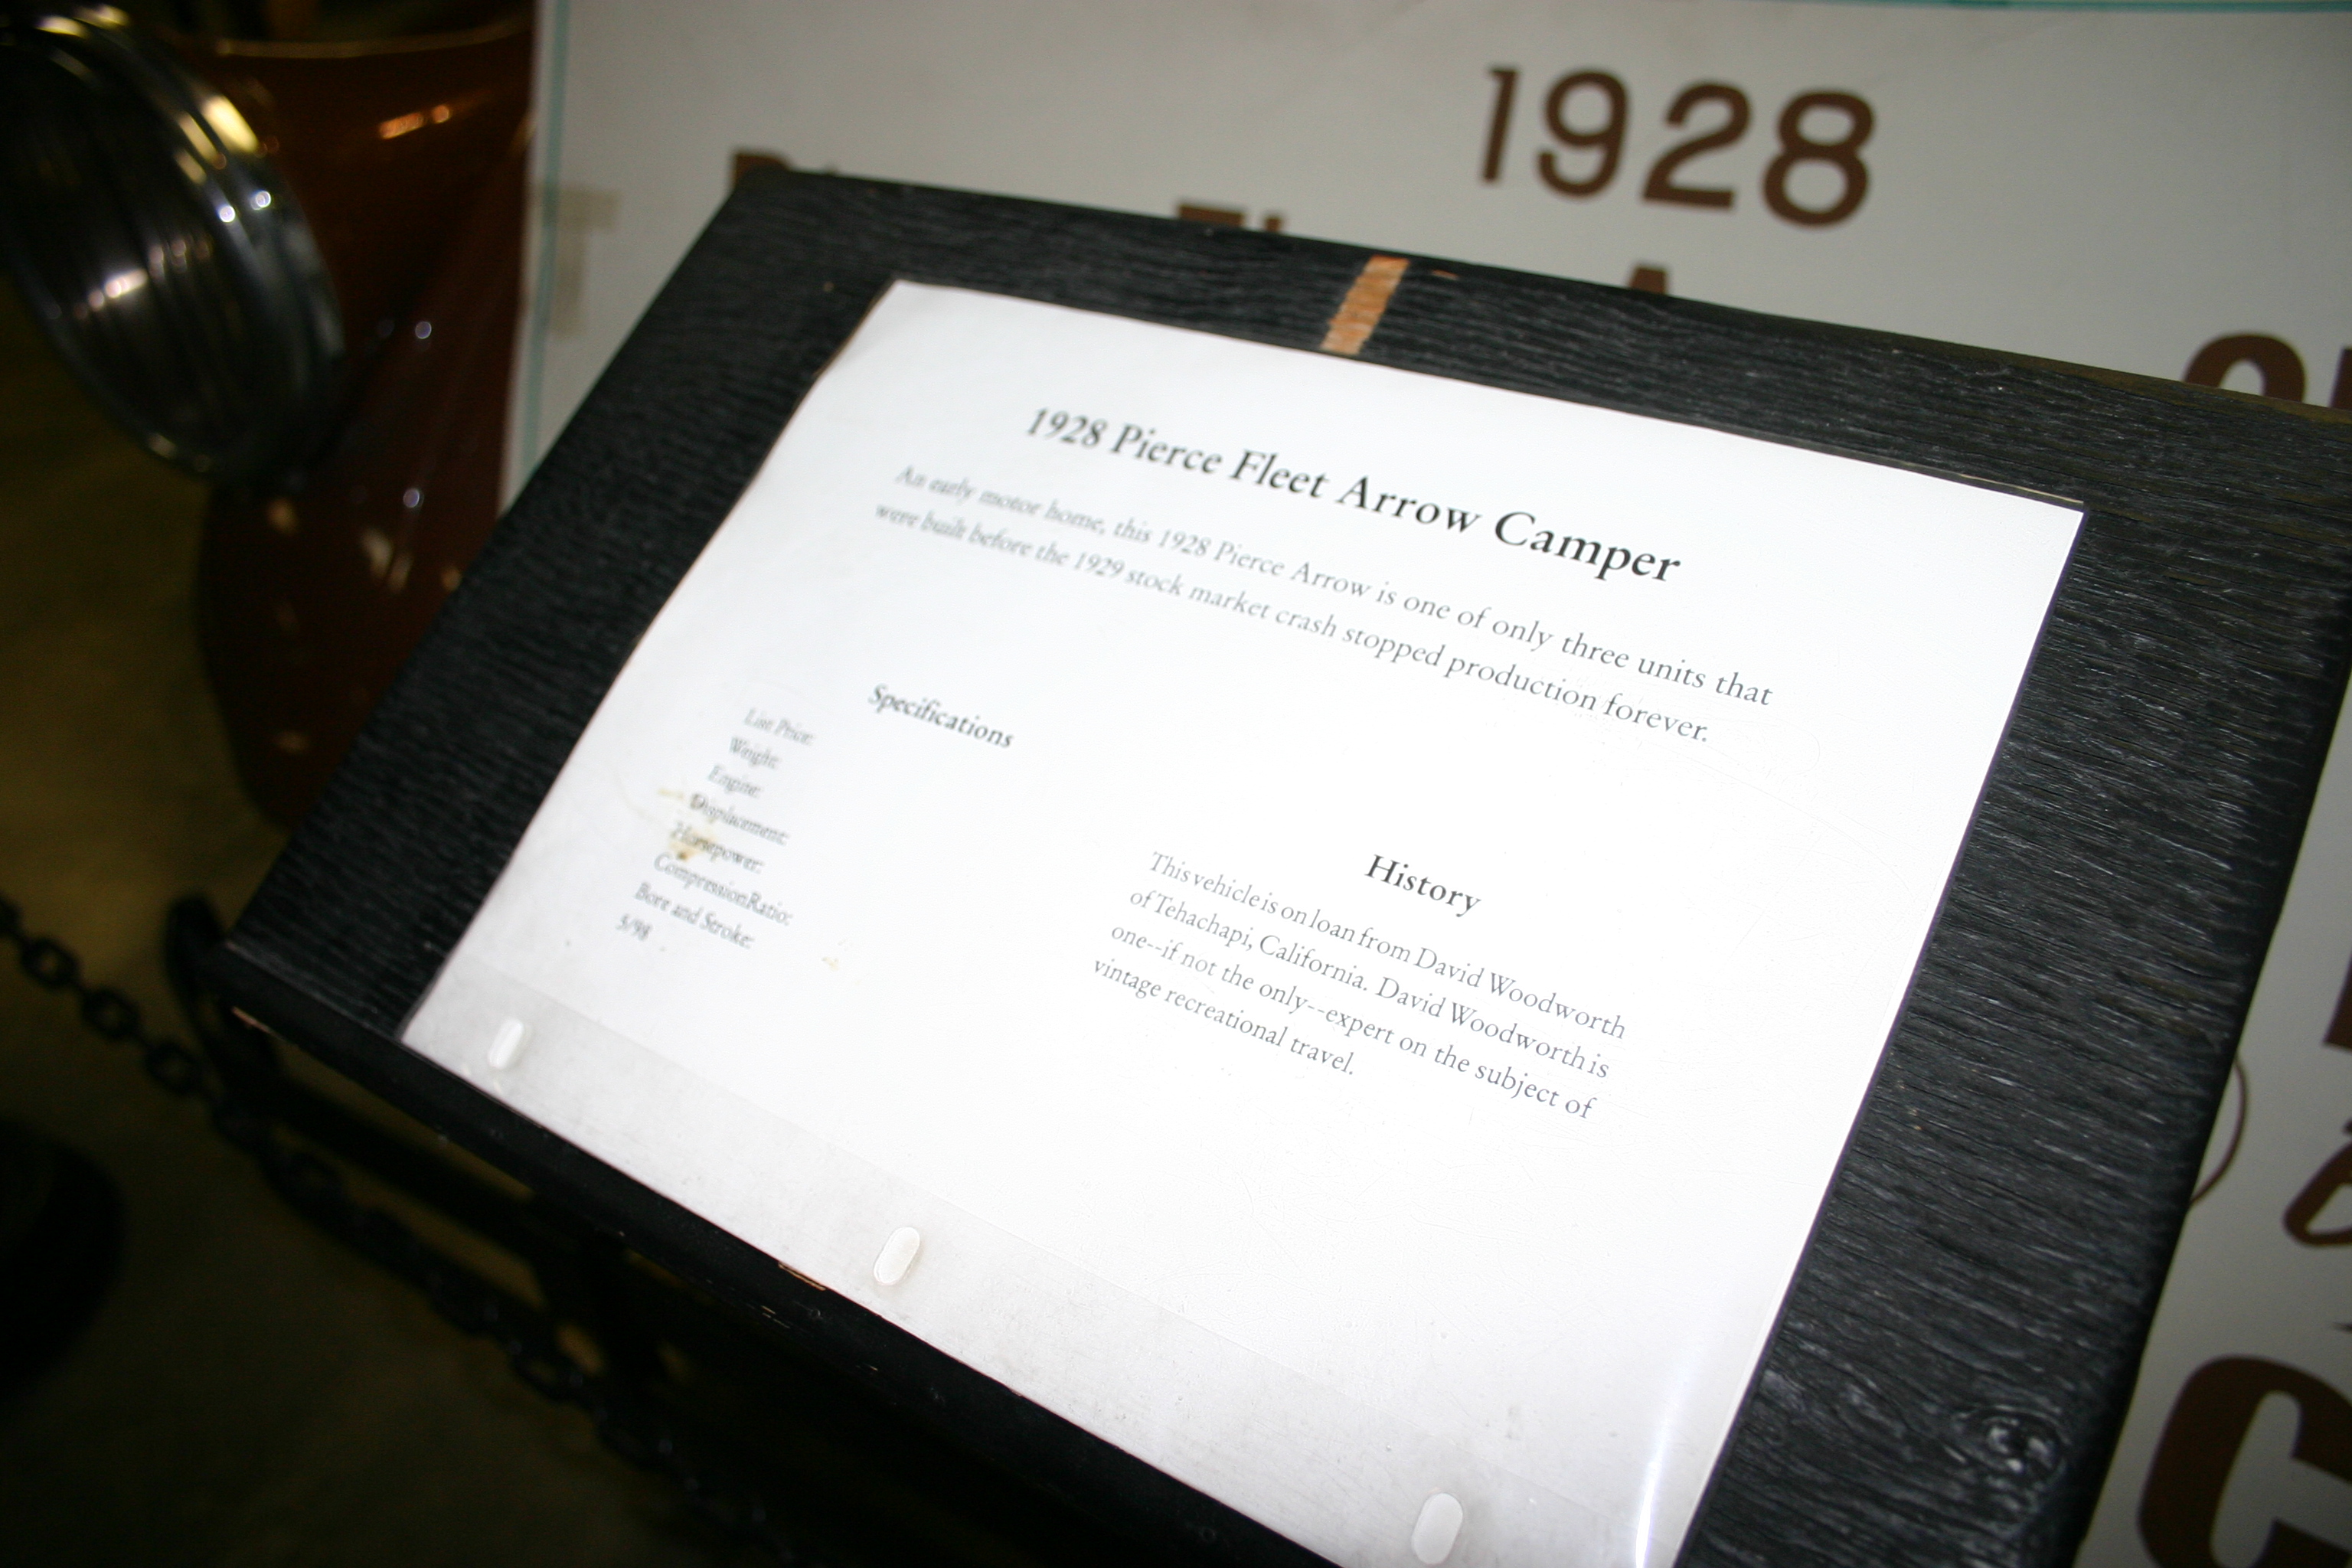 1928
1928 Pierce Fleet Arrow Camper
An early motor home, this 1928 Pierce Arrow is one of only three units that
were built before the 1929 stock market crash stopped production forever.
Specifications
List Price:
Weight:
Engine:
Displacement:
Horsepower:
CompressionRatio:
Bore and Stroke:
5/98
History
This vehicle is on loan from David Woodworth
of Tehachapi, California. David Woodworth is
one--if not the only--expert on the subject of
vintage recreational travel.